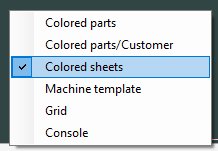 Colored parts
Colored parts/Customer
Colored sheets
Machine template
Grid
Console